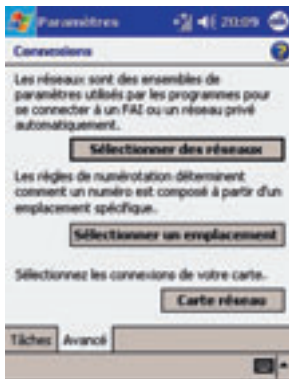 Paramètres 20:09 ok
Connexions ?
Les réseaux sont des ensembles de
paramètres utilisés par les programmes pour
se connecter à un FAI ou un réseau privé
automatiquement.
Sélectionner des réseaux
Les règles de numérotation déterminent
comment un numéro est composé à partir d'un
emplacement spécifique.
Sélectionner un emplacement
Sélectionnez les connexions de votre carte.
Carte réseau
Tâches Avancé